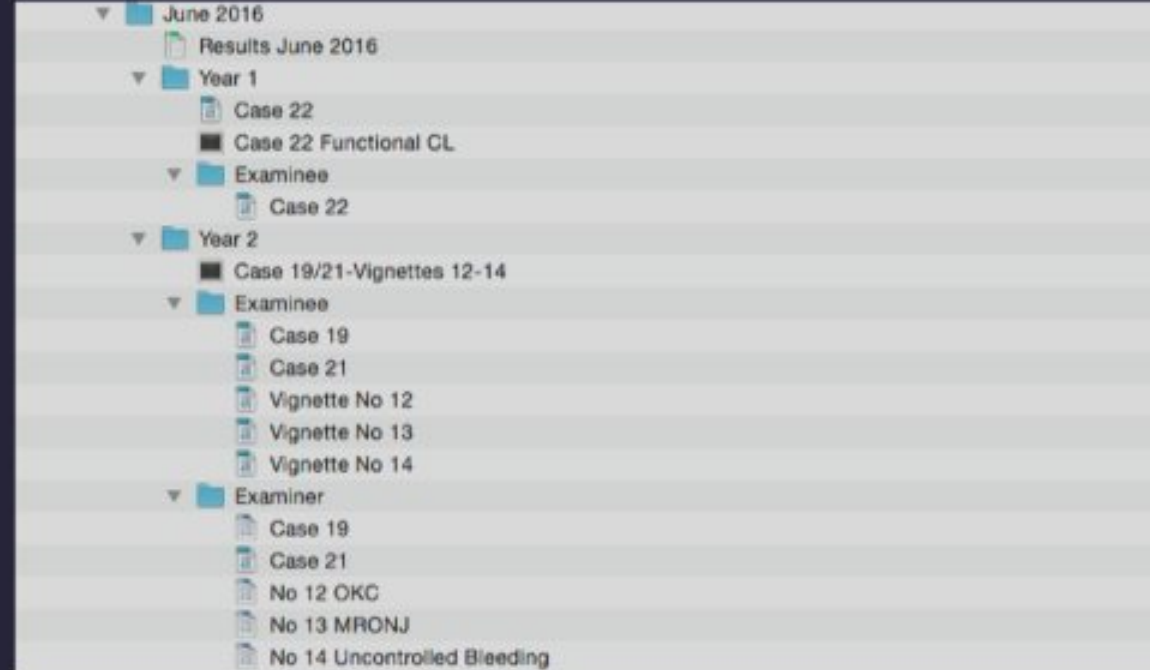 June 2016
Results June 2016
Year 1
Case 22
Case 22 Functional CL
Examinee
Case 22
Year 2
Case 19/21-Vignettes 12-14
Examinee
Case 19
Case 21
Vignette No 12
Vignette No 13
Vignette No 14
Examiner
Case 19
Case 21
No 12 OKC
No 13 MRONJ
No 14 Uncontrolled Bleeding